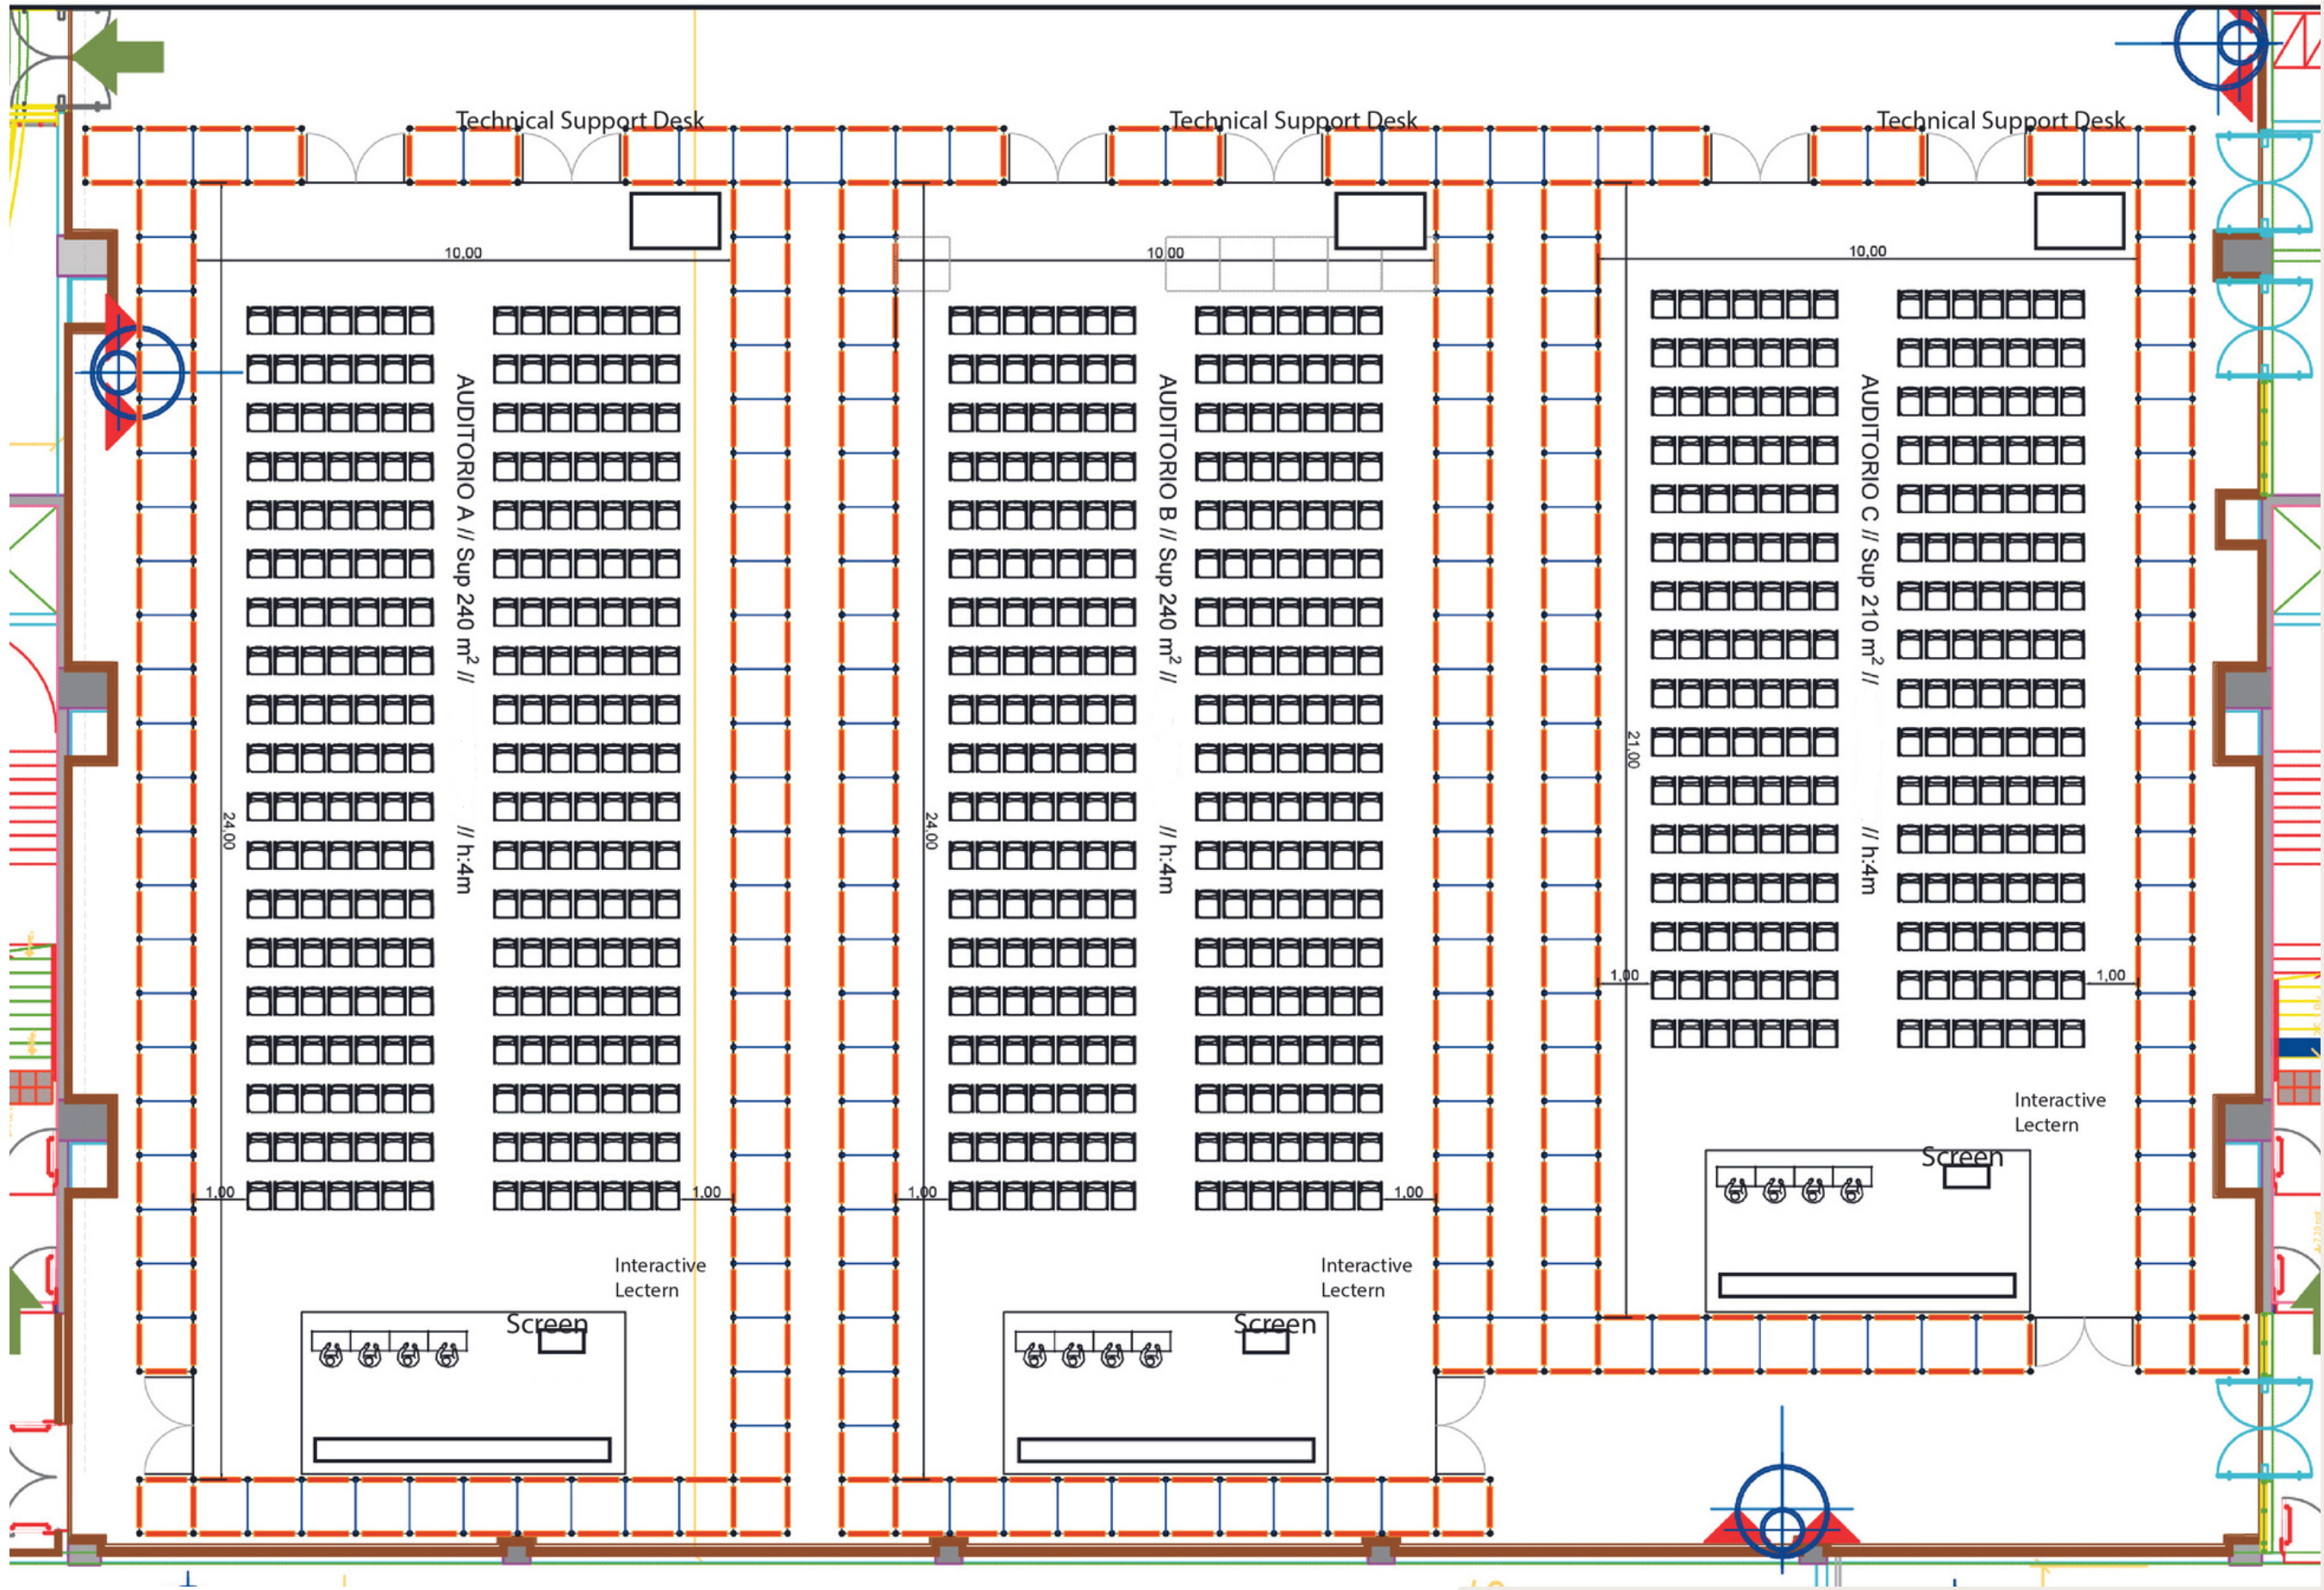 Technical Support Desk
Technical Support Desk
Technical Support Desk
10,00
10,00
10,00
AUDITORIO A // Sup 240 m² // // h:4m
AUDITORIO B // Sup 240 m² // // h:4m
AUDITORIO C // Sup 210 m² // // h:4m
24,00
24,00
21,00
1,00
1,00
1,00
1,00
1,00
1,00
Interactive
Lectern
Screen
Interactive
Lectern
Screen
Interactive
Lectern
Screen